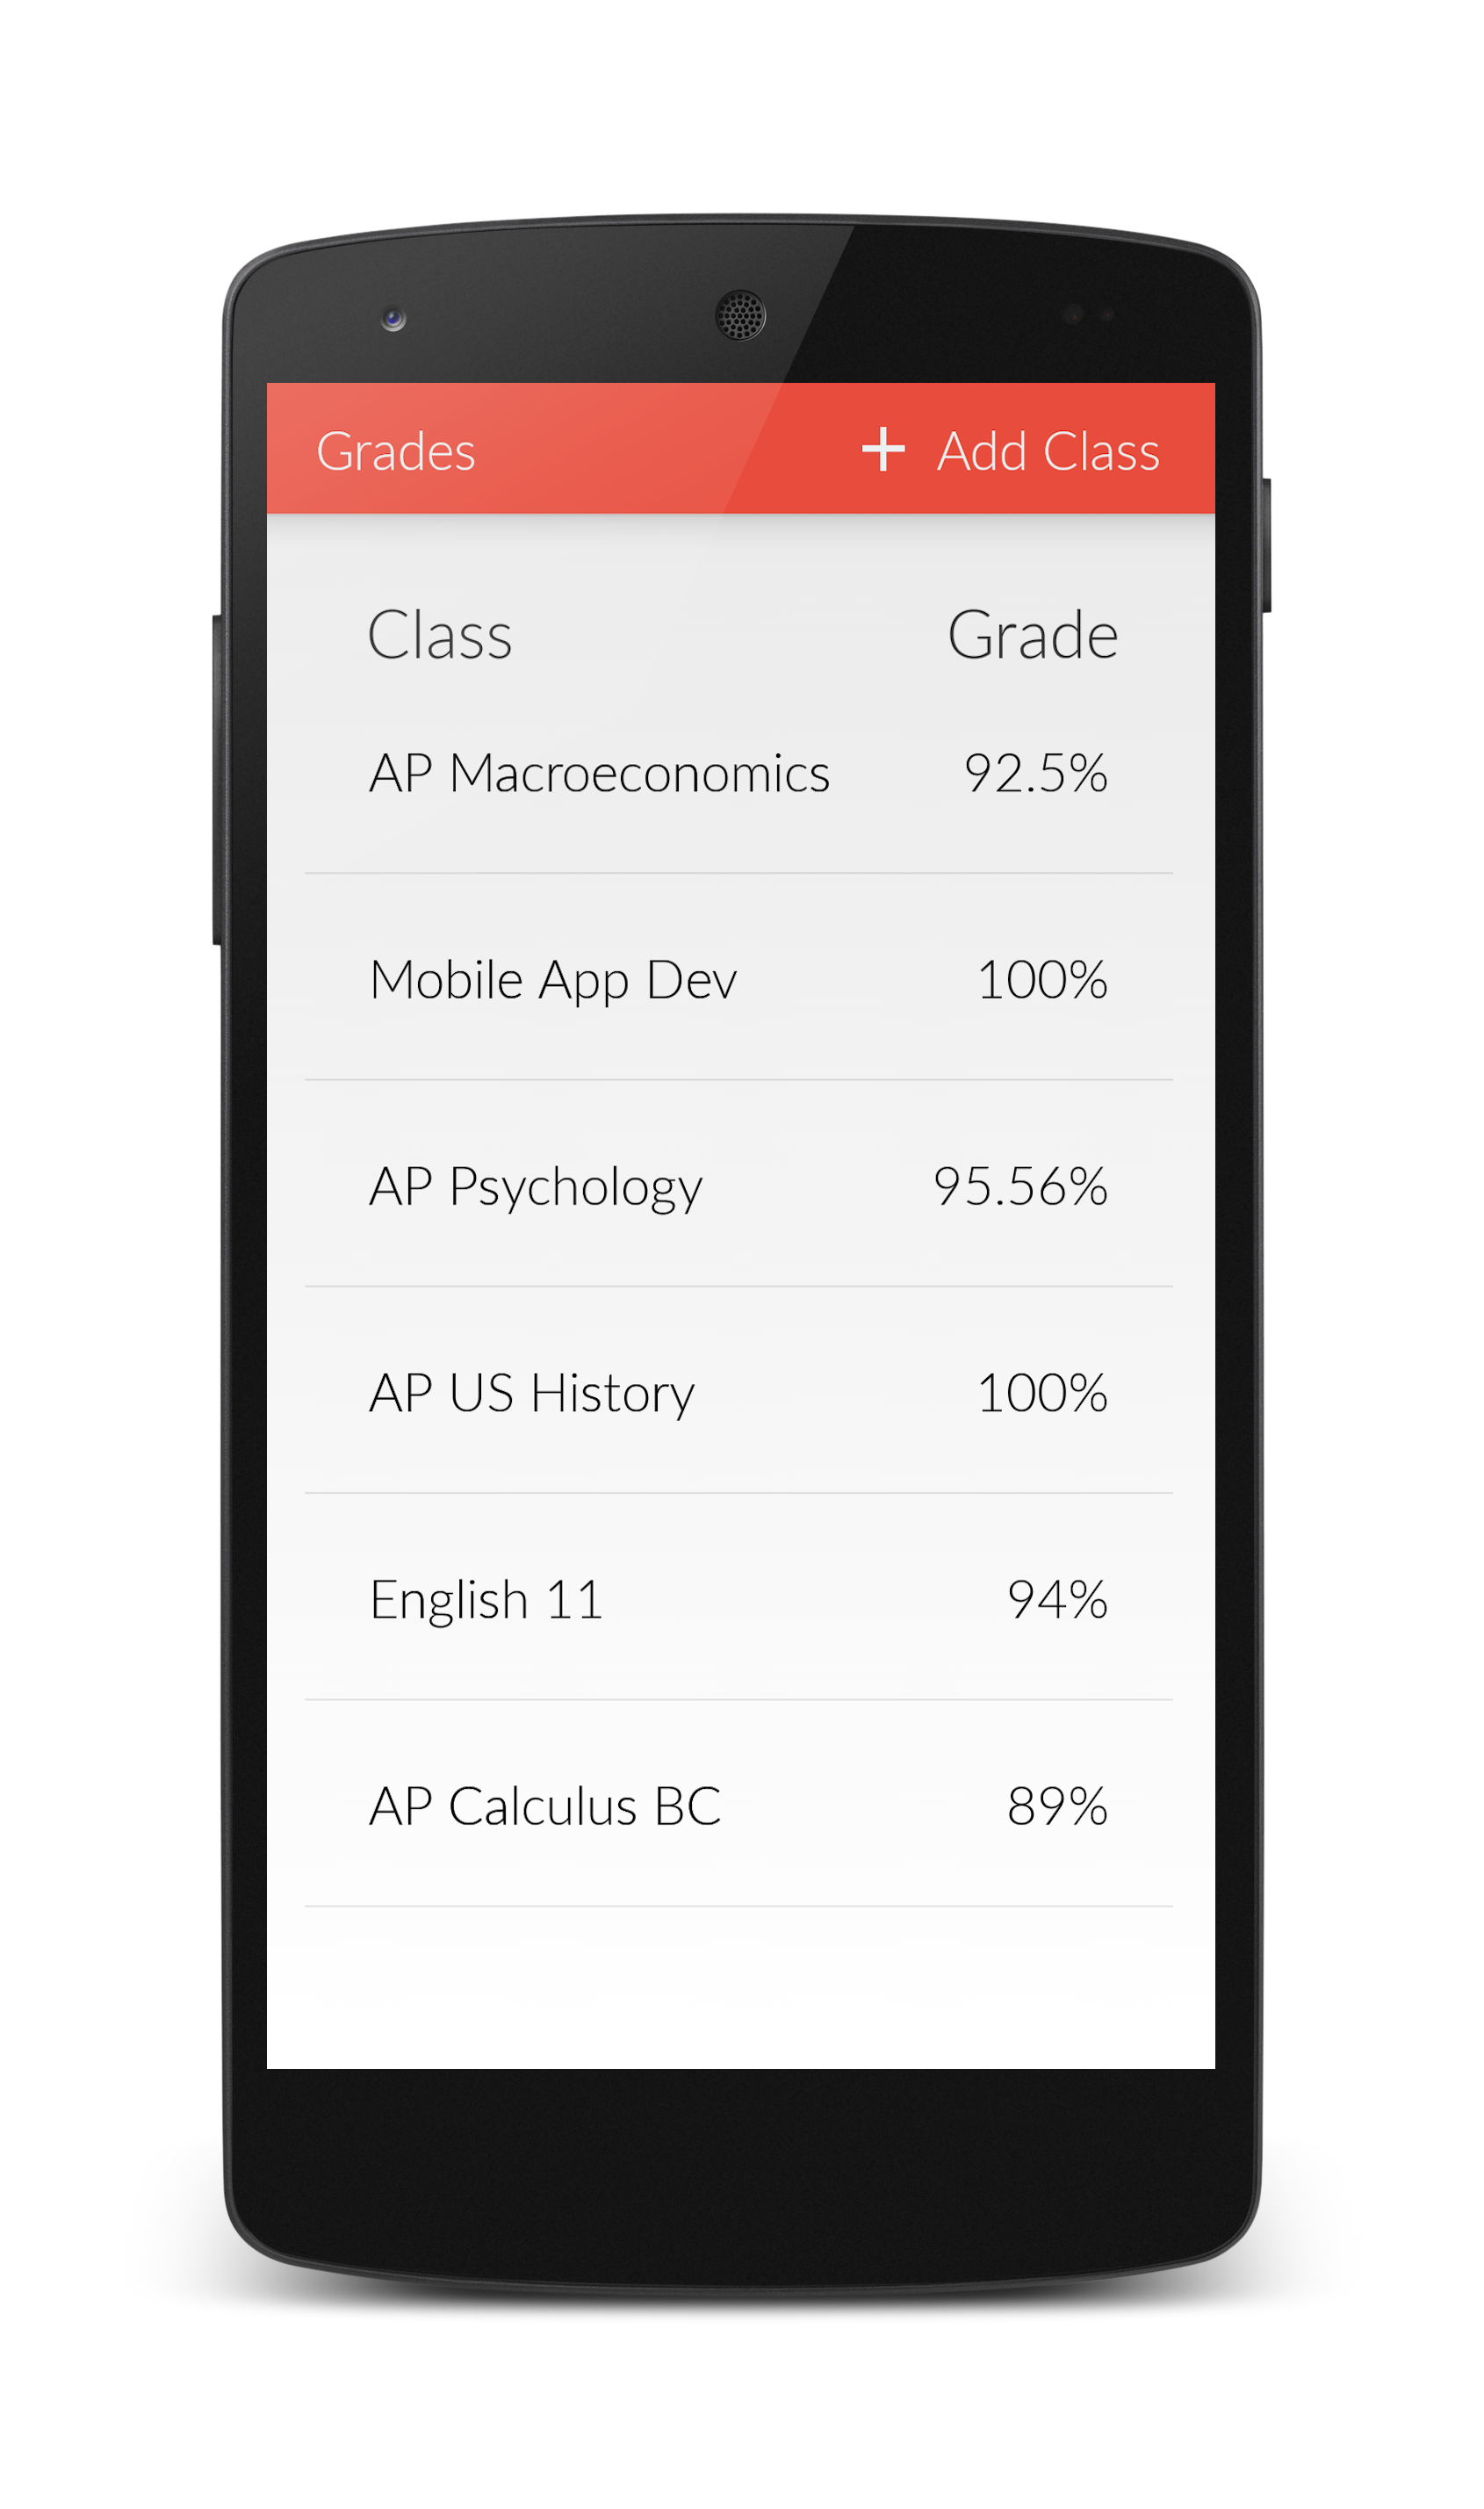 Grades + Add Class
Class Grade
AP Macroeconomics 92.5%
Mobile App Dev 100%
AP Psychology 95.56%
AP US History 100%
English 11 94%
AP Calculus BC 89%